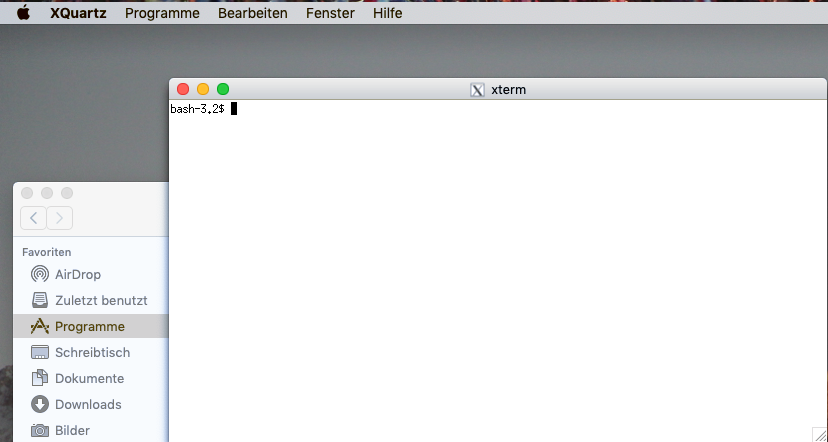 XQuartz Programme Bearbeiten Fenster Hilfe
xterm
bash-3.2$
Favoriten
AirDrop
Zuletzt benutzt
Programme
Schreibtisch
Dokumente
Downloads
Bilder